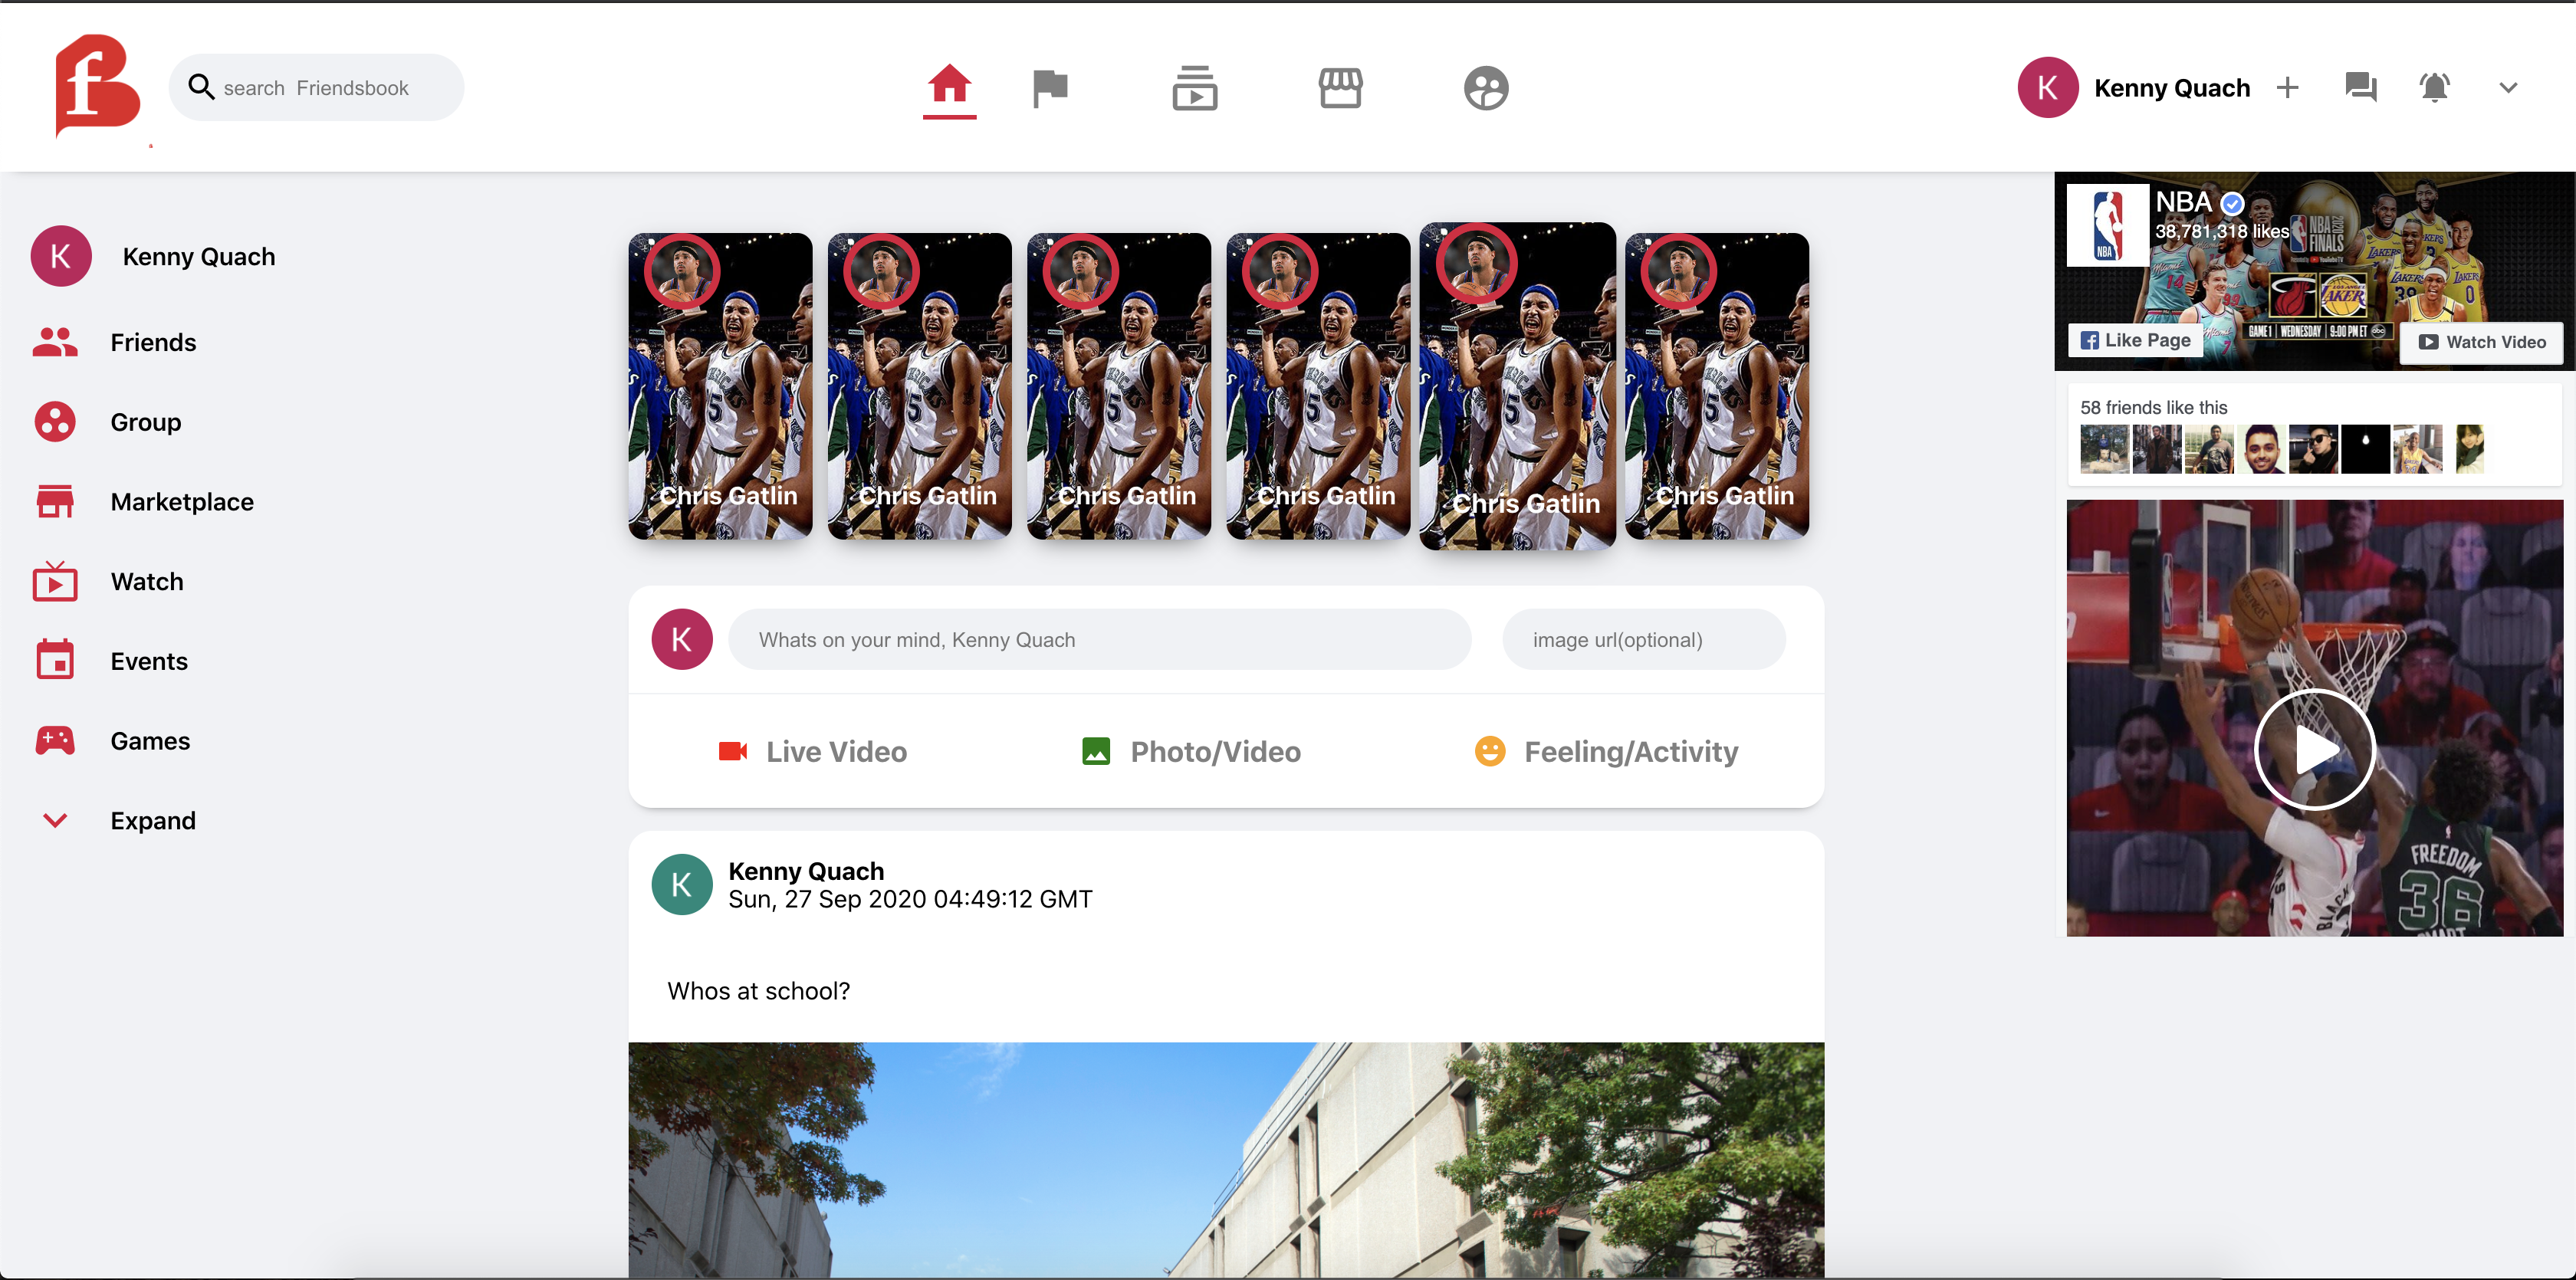 f
search Friendsbook
K Kenny Quach
K Kenny Quach
Friends
Group
Marketplace
Watch
Events
Games
Expand
Chris Gatlin
Chris Gatlin
Chris Gatlin
Chris Gatlin
Chris Gatlin
Chris Gatlin
K Whats on your mind, Kenny Quach
image url(optional)
Live Video
Photo/Video
Feeling/Activity
K Kenny Quach
Sun, 27 Sep 2020 04:49:12 GMT
Whos at school?
NBA
NBA
38,781,318 likes
NBA
FINALS
LAKERS
GAME 1 | WEDNESDAY | 9:00 PM ET abc
Like Page
Watch Video
58 friends like this
FREEDOM
36